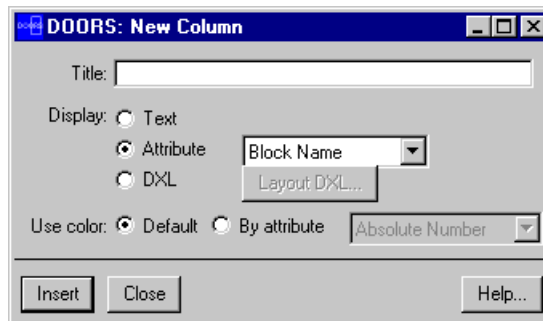 DOORS: New Column
Title:
Display: Text
Attribute Block Name
DXL Layout DXL...
Use color: Default By attribute Absolute Number
Insert Close Help...